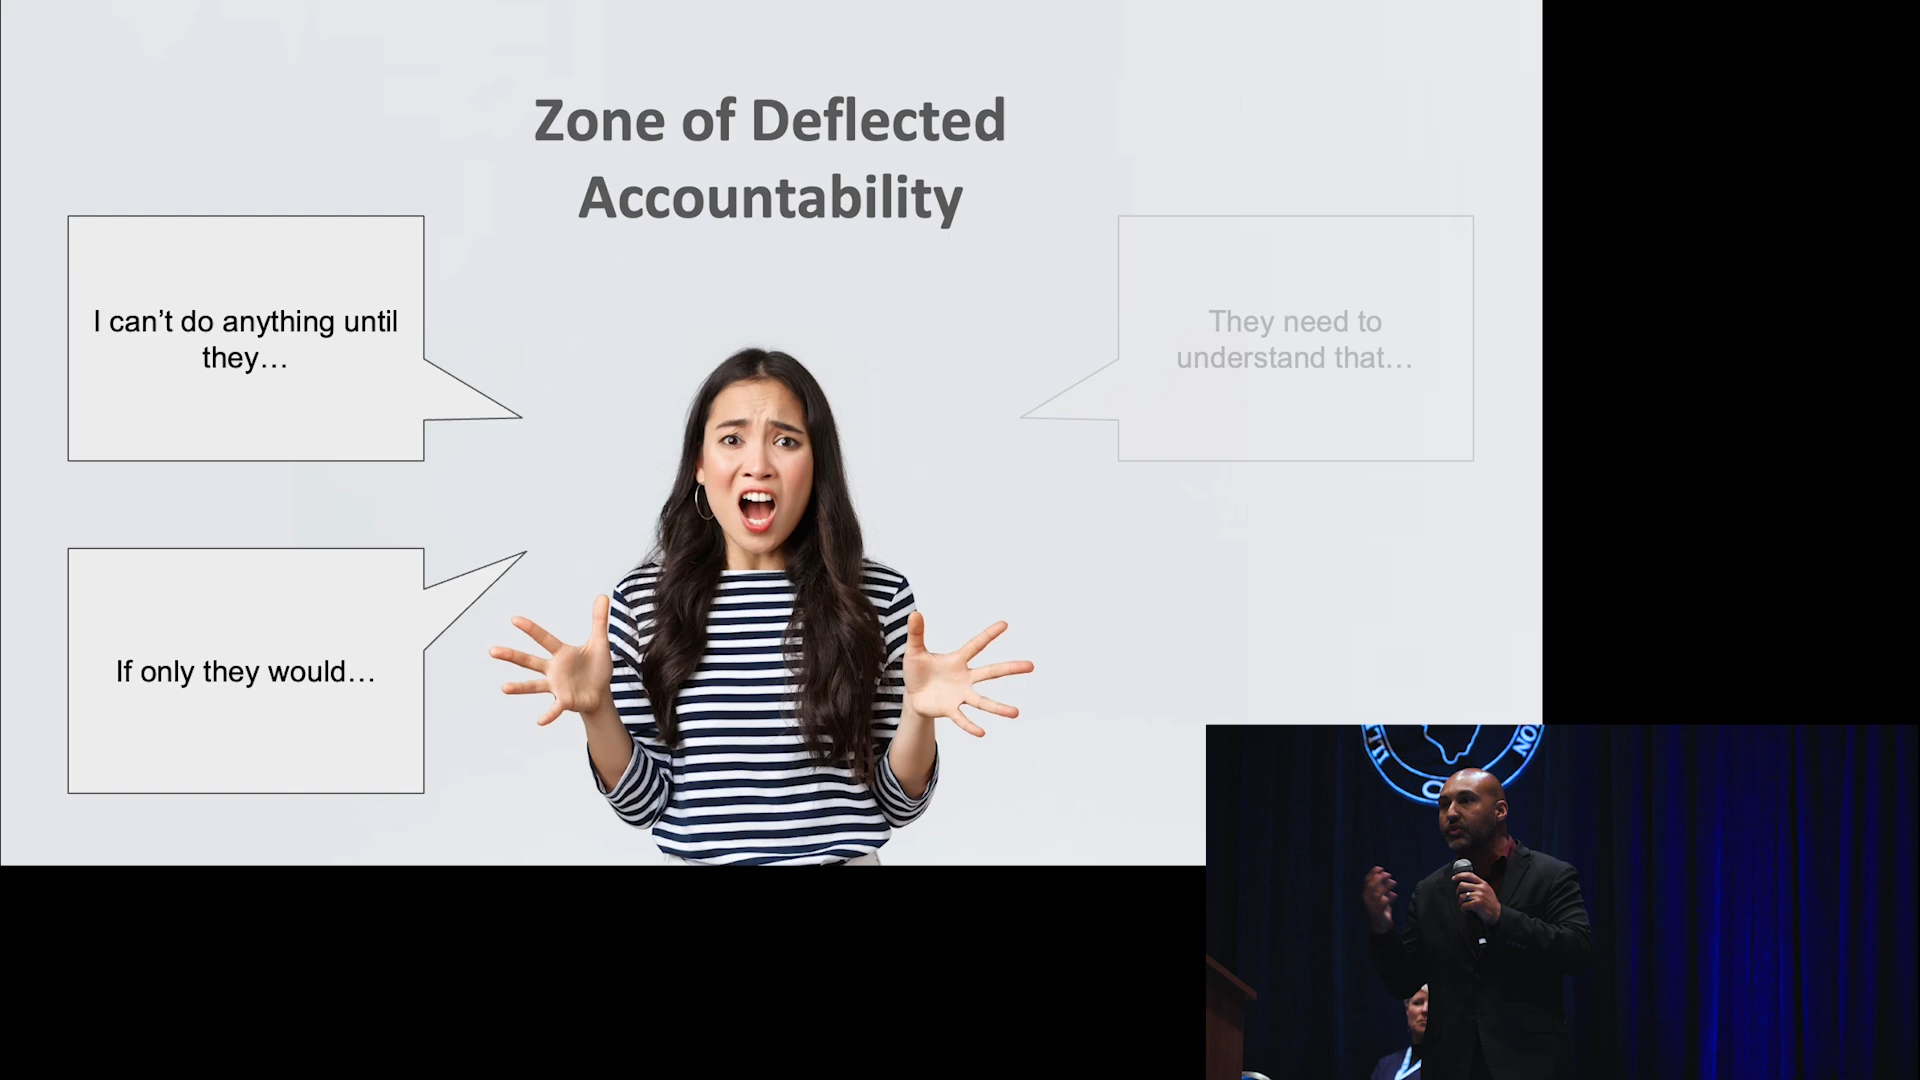 Zone of Deflected
Accountability
I can’t do anything until
they…
They need to
understand that…
If only they would…